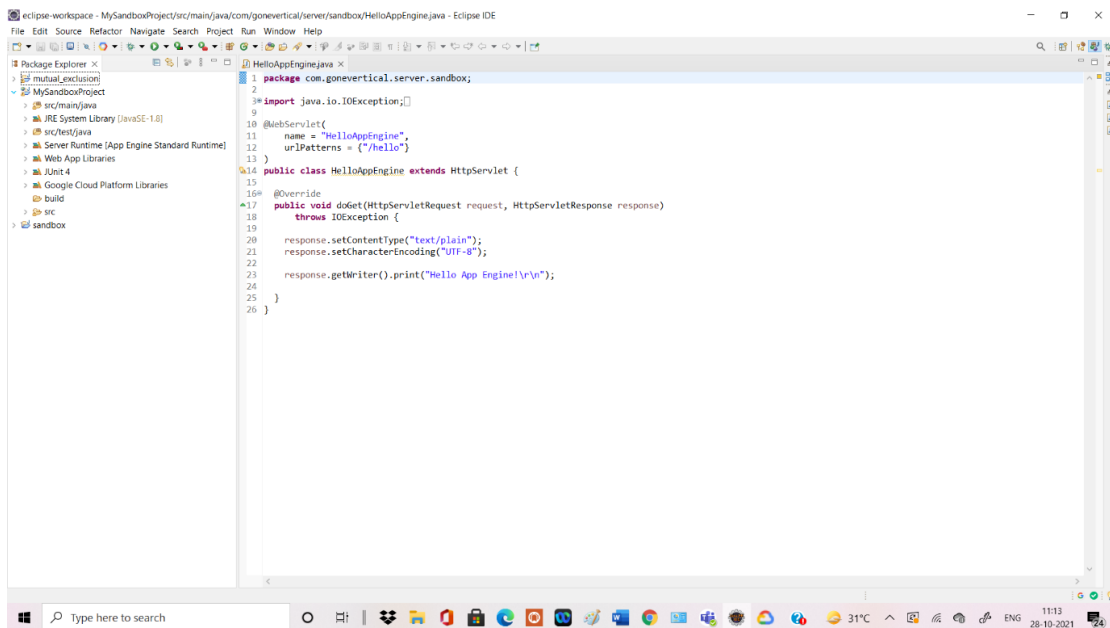 eclipse-workspace - MySandboxProject/src/main/java/com/gonevertical/server/sandbox/HelloAppEngine.java - Eclipse IDE
File Edit Source Refactor Navigate Search Project Run Window Help
Package Explorer
HelloAppEngine.java
mutual_exclusion
MySandboxProject
src/main/java
JRE System Library [JavaSE-1.8]
src/test/java
Server Runtime [App Engine Standard Runtime]
Web App Libraries
JUnit 4
Google Cloud Platform Libraries
build
src
sandbox
1 package com.gonevertical.server.sandbox;
2
3 import java.io.IOException;
9
10 @WebServlet(
11 name = "HelloAppEngine",
12 urlPatterns = {"/hello"}
13 )
14 public class HelloAppEngine extends HttpServlet {
15
16 @Override
17 public void doGet(HttpServletRequest request, HttpServletResponse response)
18 throws IOException {
19
20 response.setContentType("text/plain");
21 response.setCharacterEncoding("UTF-8");
22
23 response.getWriter().print("Hello App Engine!\r\n");
24
25 }
26 }
Type here to search
31°C
ENG
11:13
28-10-2021
24